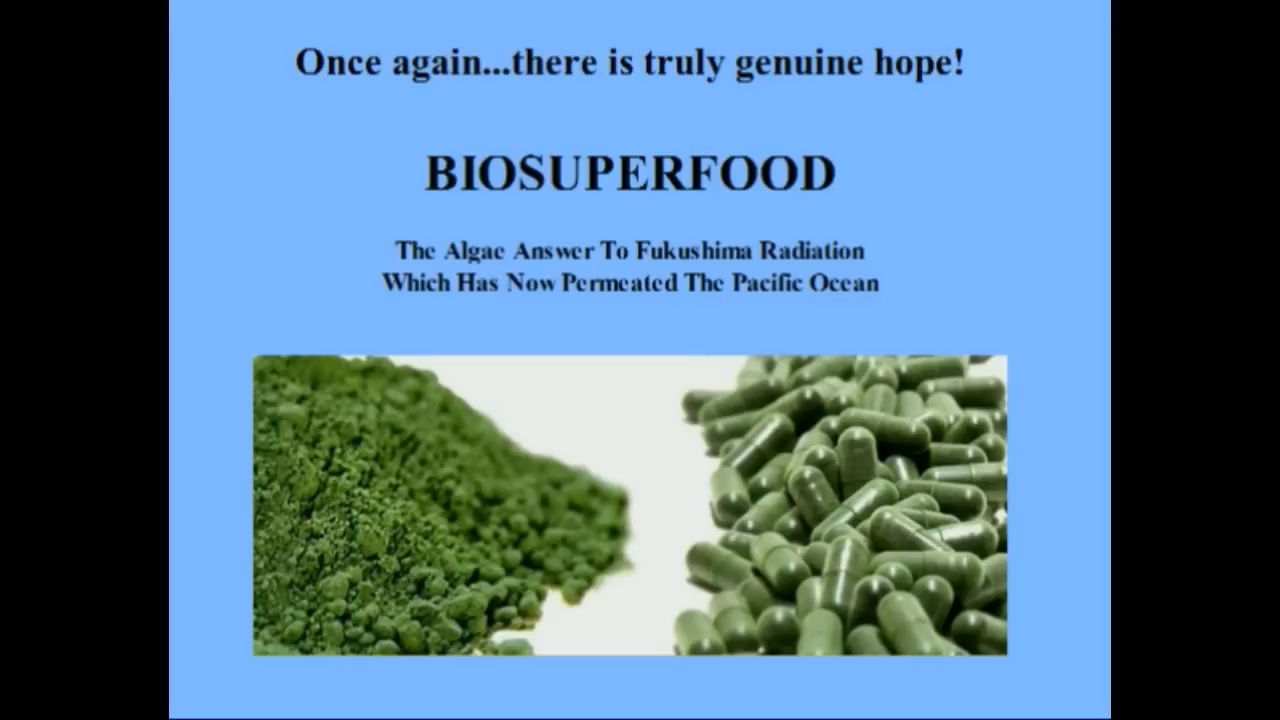 Once again...there is truly genuine hope!
BIOSUPERFOOD
The Algae Answer To Fukushima Radiation
Which Has Now Permeated The Pacific Ocean